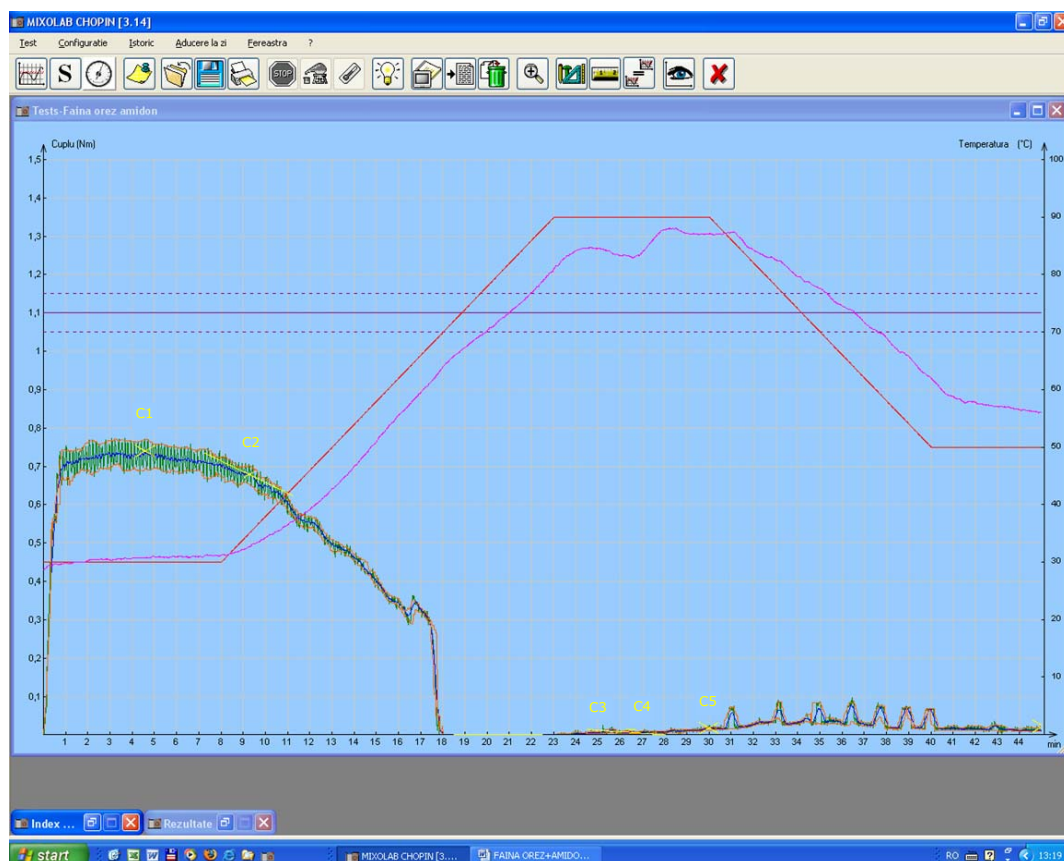 MIXOLAB CHOPIN [3.14]
Test Configuratie Istoric Aducere la zi Fereastra ?
S STOP
Tests-Faina orez amidon
Cuplu (Nm) Temperatura (°C)
1,5 100
1,4
1,3 90
1,2 80
1,1
1 70
0,9 60
0,8 C1
0,7 C2 50
0,6 40
0,5
0,4 30
0,3 20
0,2
0,1 C3 C4 C5 10
1 2 3 4 5 6 7 8 9 10 11 12 13 14 15 16 17 18 19 20 21 22 23 24 25 26 27 28 29 30 31 32 33 34 35 36 37 38 39 40 41 42 43 44 min
Index ... Rezultate
start MIXOLAB CHOPIN [3.... FAINA OREZ+AMIDO... RO 13:19